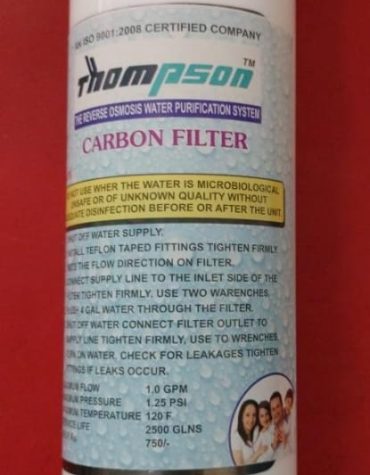 AN ISO 9001:2008 CERTIFIED COMPANY
Thompson TM
THE REVERSE OSMOSIS WATER PURIFICATION SYSTEM
CARBON FILTER
NOT USE WHER THE WATER IS MICROBIOLOGICAL
UNSAFE OR OF UNKNOWN QUALITY WITHOUT
DISINFECTION BEFORE OR AFTER THE UNIT
OFF WATER SUPPLY.
TEFLON TAPED FITTINGS TIGHTEN FIRMLY.
THE FLOW DIRECTION ON FILTER.
CONNECT SUPPLY LINE TO THE INLET SIDE OF THE
TIGHTEN FIRMLY. USE TWO WARENCHES.
4 GAL WATER THROUGH THE FILTER.
OFF WATER CONNECT FILTER OUTLET TO
LINE TIGHTEN FIRMLY, USE TO WRENCHES.
ON WATER, CHECK FOR LEAKAGES TIGHTEN
FITTINGS IF LEAKS OCCUR.
FLOW 1.0 GPM
PRESSURE 1.25 PSI
TEMPERATURE 120 F
LIFE 2500 GLNS
750/-